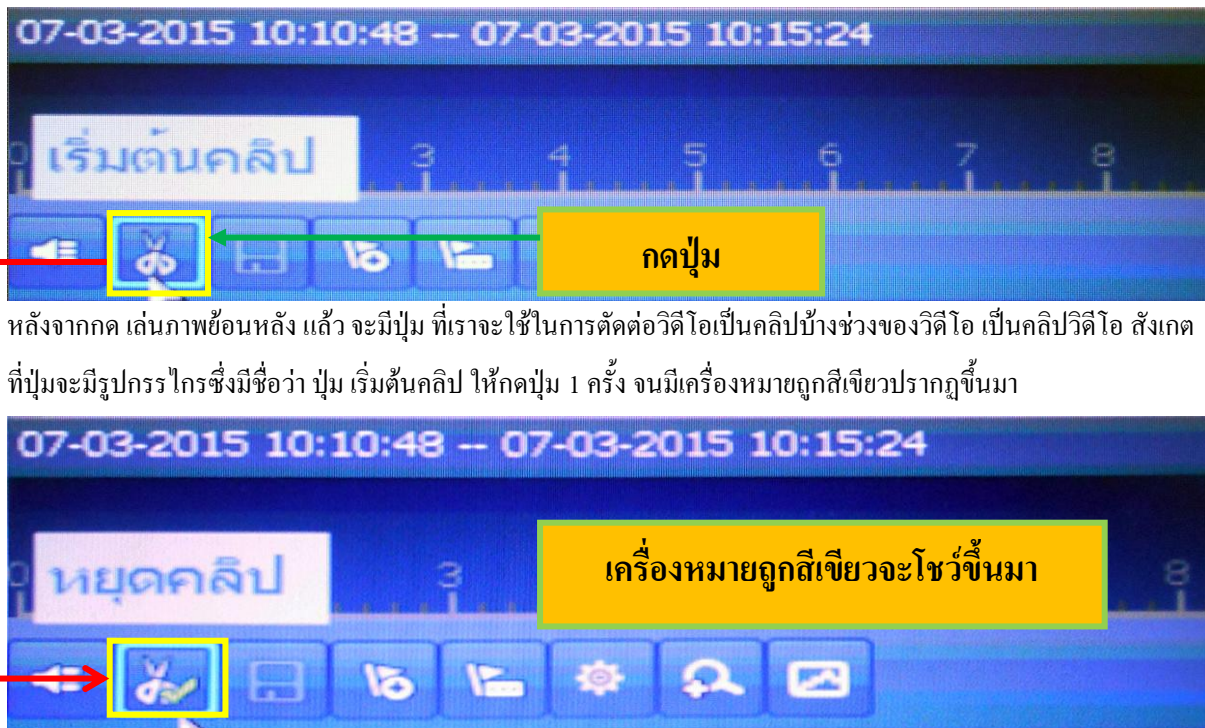 07-03-2015 10:10:48 -- 07-03-2015 10:15:24
เริ่มต้นคลิป
0 3 4 5 6 7 8
กดปุ่ม
หลังจากกด เล่นภาพย้อนหลัง แล้ว จะมีปุ่ม ที่เราจะใช้ในการตัดต่อวิดีโอเป็นคลิปบ้างช่วงของวิดีโอ เป็นคลิปวิดีโอ สังเกต
ที่ปุ่มจะมีรูปกรรไกรซึ่งมีชื่อว่า ปุ่ม เริ่มต้นคลิป ให้กดปุ่ม 1 ครั้ง จนมีเครื่องหมายถูกสีเขียวปรากฏขึ้นมา
07-03-2015 10:10:48 -- 07-03-2015 10:15:24
เครื่องหมายถูกสีเขียวจะโชว์ขึ้นมา
หยุดคลิป
0 3 8